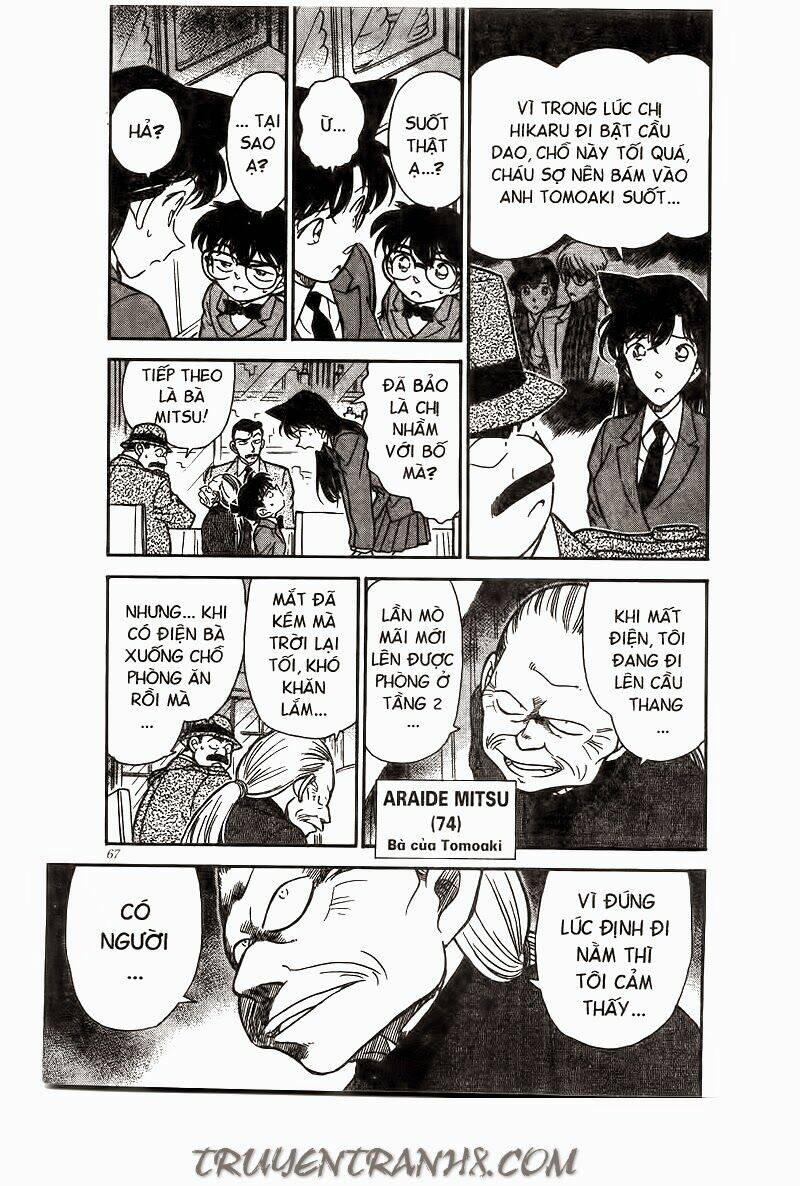 VÌ TRONG LÚC CHỊ
HIKARU ĐI BẬT CẦU
DAO, CHỖ NÀY TỐI QUÁ,
CHÁU SỢ NÊN BÁM VÀO
ANH TOMOAKI SUỐT...
SUỐT
THẬT
Ạ...?
Ừ...
... TẠI
SAO
Ạ?
HẢ?
ĐÃ BẢO
LÀ CHỊ
NHẦM
VỚI BỐ
MÀ?
TIẾP THEO
LÀ BÀ
MITSU!
KHI MẤT
ĐIỆN, TÔI
ĐANG ĐI
LÊN CẦU
THANG
LẦN MÒ
MÃI MỚI
LÊN ĐƯỢC
PHÒNG Ở
TẦNG 2
...
ARAIDE MITSU
(74)
Bà của Tomoaki
MẮT ĐÃ
KÉM MÀ
TRỜI LẠI
TỐI, KHÓ
KHĂN
LẮM...
NHƯNG... KHI
CÓ ĐIỆN BÀ
XUỐNG CHỖ
PHÒNG ĂN
RỒI MÀ
...
67
VÌ ĐÚNG
LÚC ĐỊNH ĐI
NẰM THÌ
TÔI CẢM
THẤY...
CÓ
NGƯỜI
...
TRUYENTRANH8.COM